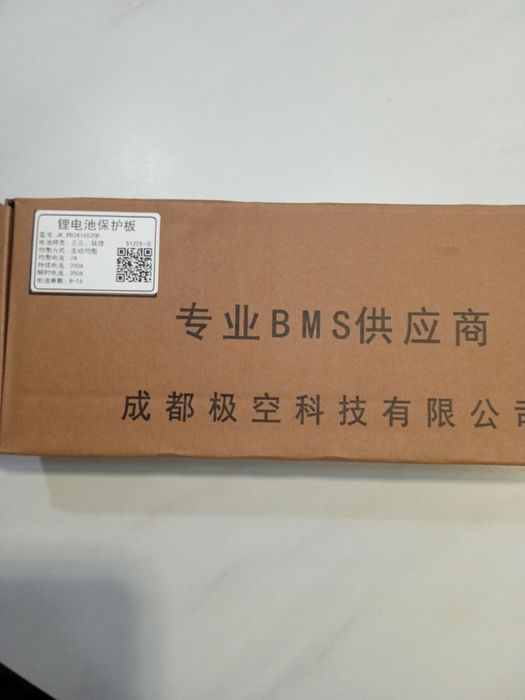 锂电池保护板
型号: JK_PB2A16S20P
电池种类: 三元、铁锂
均衡方式: 主动均衡
均衡电流: 2A
持续电流: 200A
瞬时电流: 350A
电池串数: 8-16
专业BMS供应商
成都极空科技有限公司